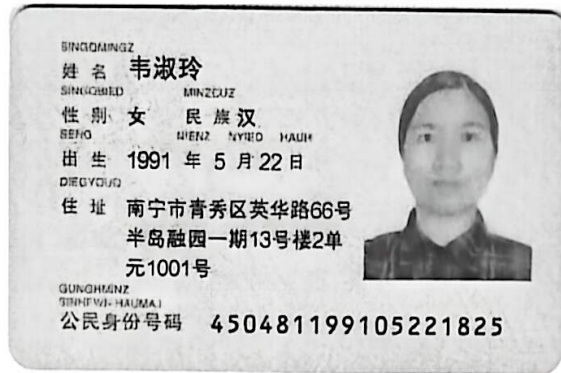 SINGQMINGZ
姓 名 韦淑玲
SINGQBIED MINZCUZ
性 别 女 民 族 汉
SENG NIENZ NYIED HAUH
出 生 1991 年 5 月 22 日
DIEGYOUQ
住 址 南宁市青秀区英华路66号
半岛融园一期13号楼2单
元1001号
GUNGHMINZ
SINHFWN HAUMAJ
公民身份号码 450481199105221825